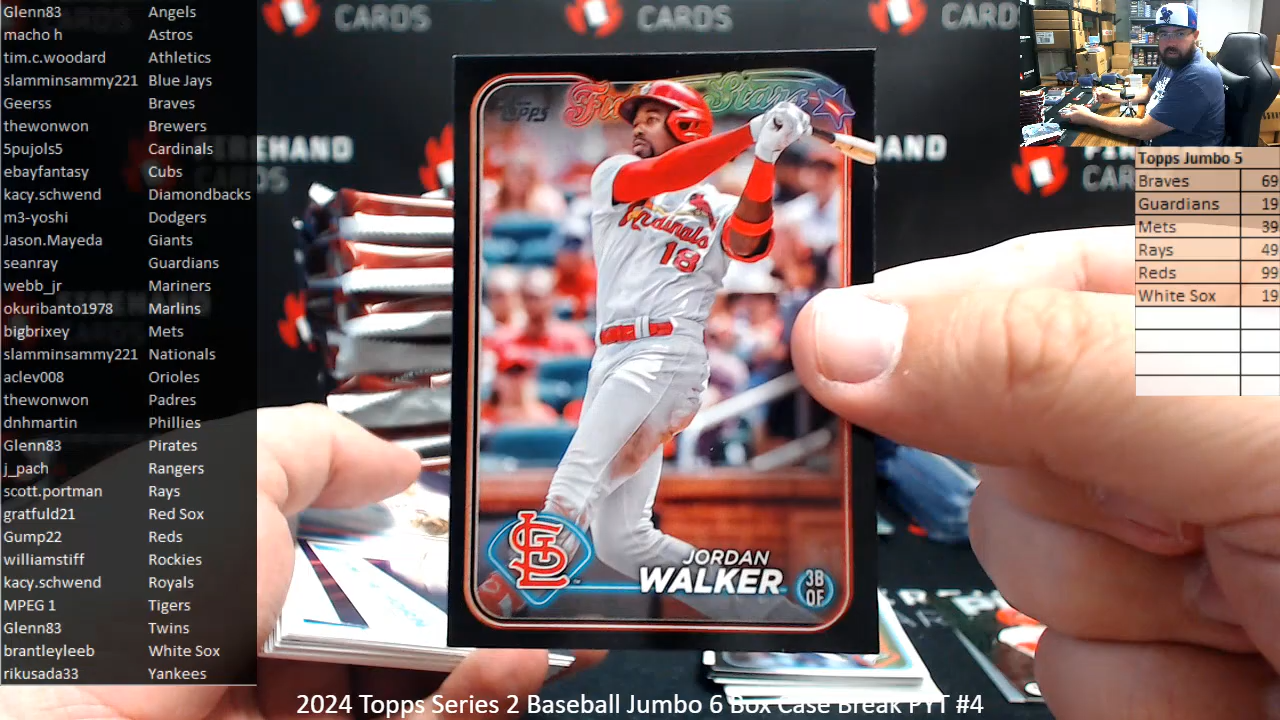 Glenn83 Angels
macho h Astros
tim.c.woodard Athletics
slamminsammy221 Blue Jays
Geerss Braves
thewonwon Brewers
5pujols5 Cardinals
ebayfantasy Cubs
kacy.schwend Diamondbacks
m3-yoshi Dodgers
Jason.Mayeda Giants
seanray Guardians
webb_jr Mariners
okuribanto1978 Marlins
bigbrixey Mets
slamminsammy221 Nationals
aclev008 Orioles
thewonwon Padres
dnhmartin Phillies
Glenn83 Pirates
j_pach Rangers
scott.portman Rays
gratfuld21 Red Sox
Gump22 Reds
williamstiff Rockies
kacy.schwend Royals
MPEG 1 Tigers
Glenn83 Twins
brantleyleeb White Sox
rikusada33 Yankees
CARDS
CARDS
Topps
Stars
Cardinals
18
STL
JORDAN
WALKER
3B
OF
Topps Jumbo 5
Braves 69
Guardians 19
Mets 39
Rays 49
Reds 99
White Sox 19
2024 Topps Series 2 Baseball Jumbo 6 Box Case Break PYT #4